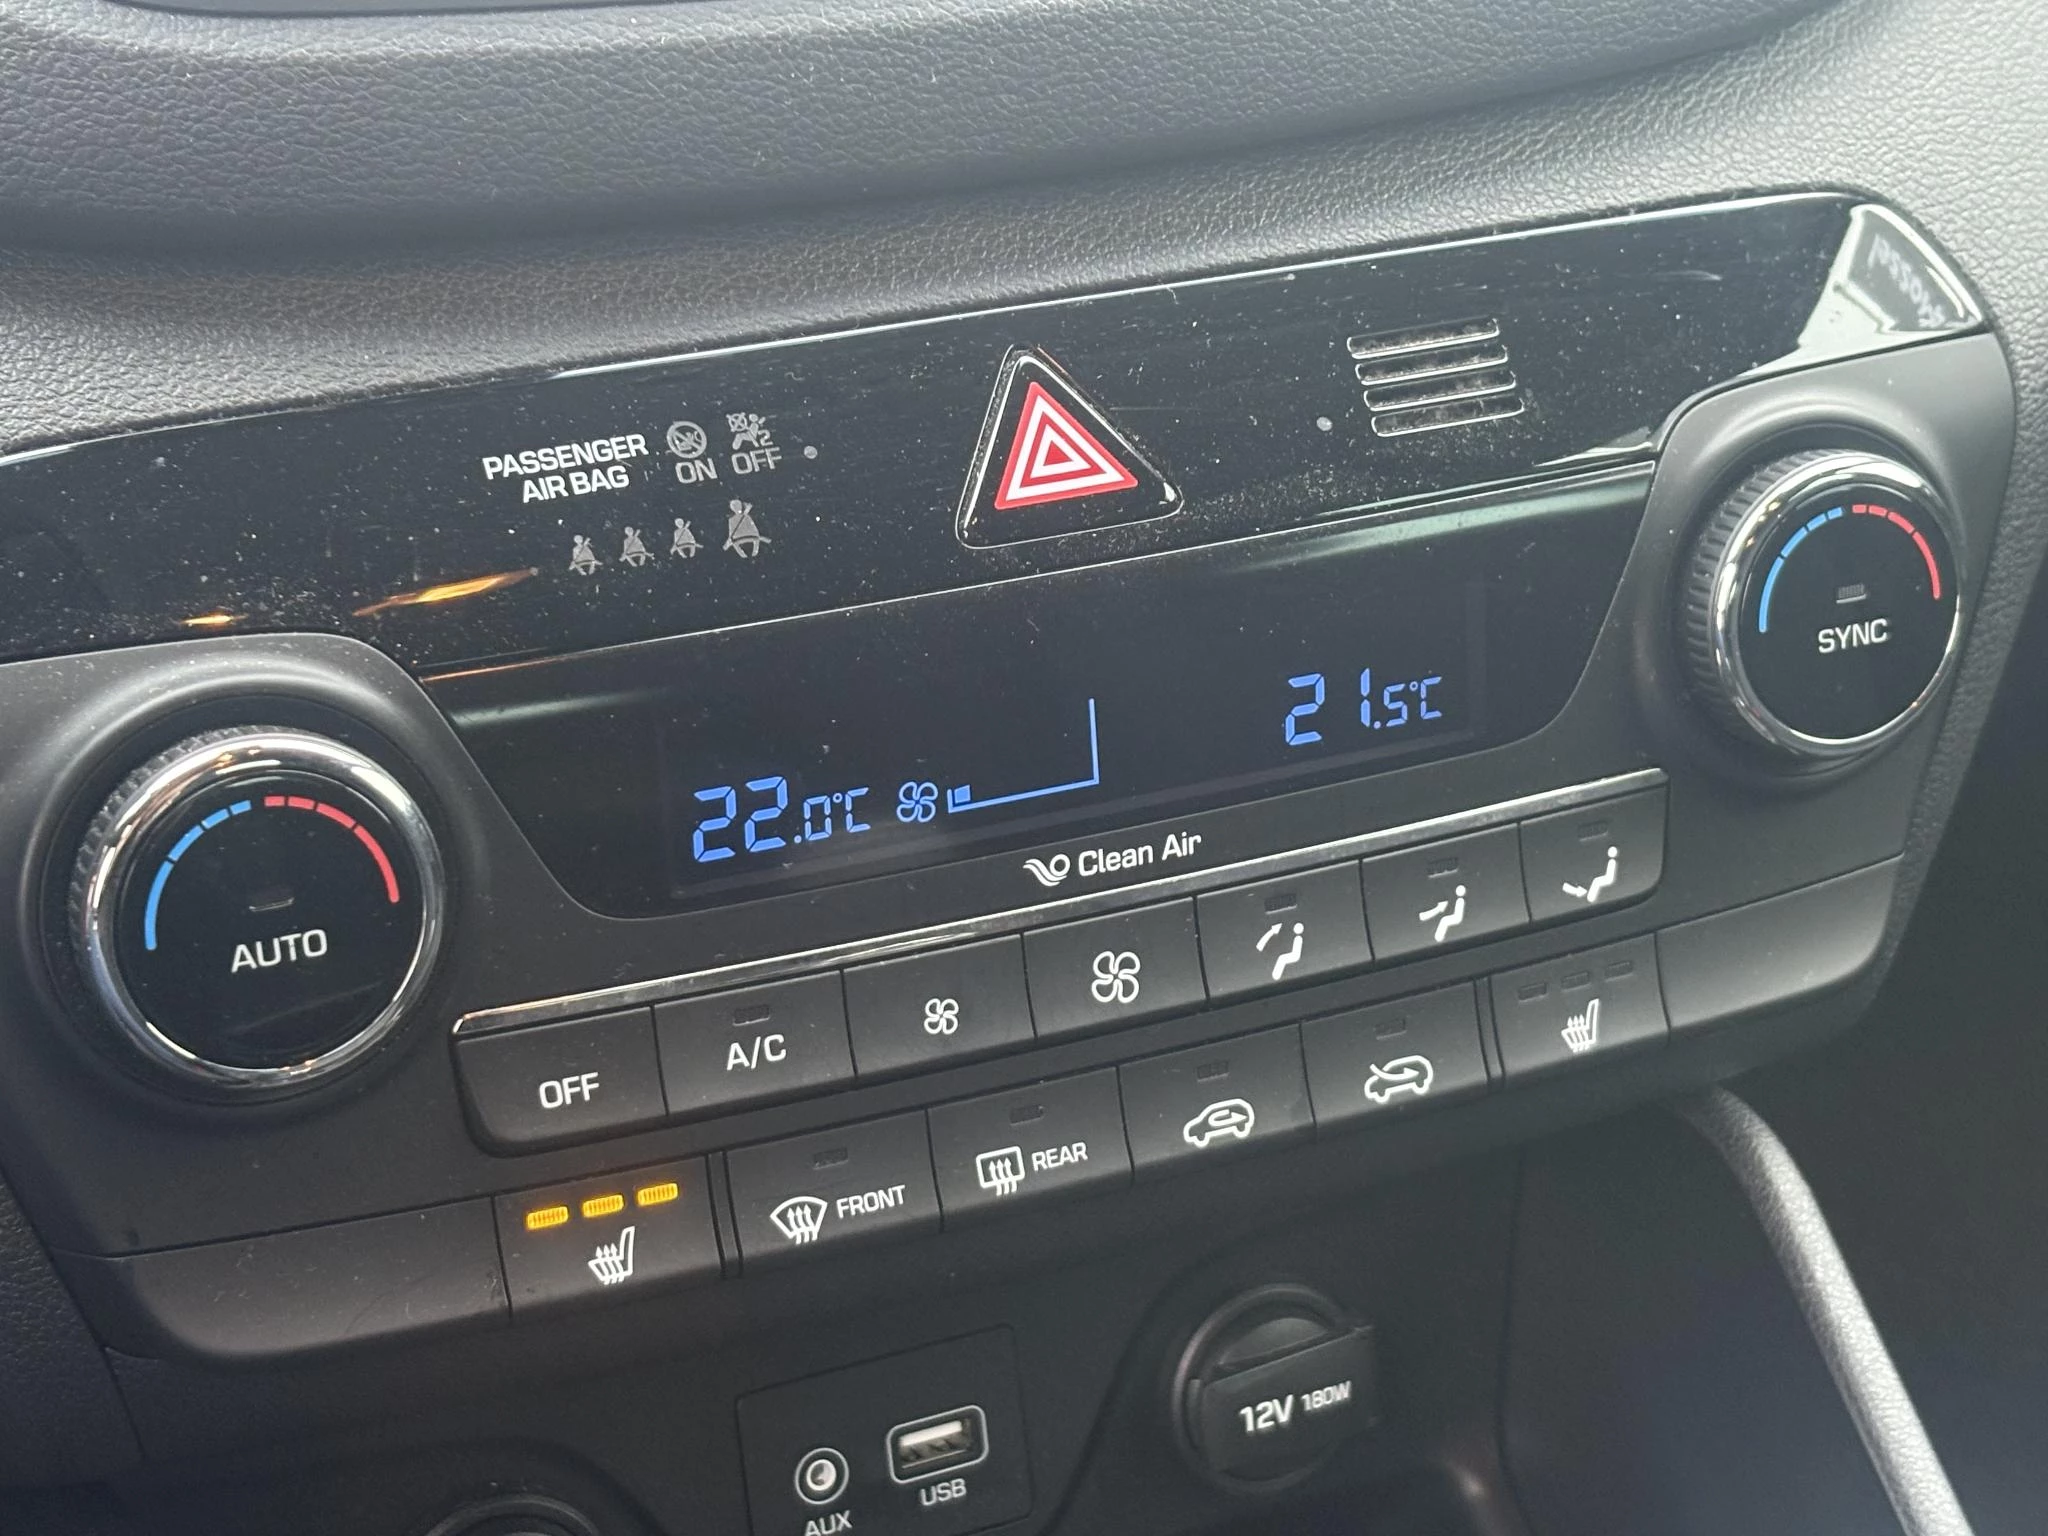 PASSENGER
AIR BAG
ON OFF
2
22.0°C
21.5°C
Clean Air
AUTO
SYNC
OFF
A/C
FRONT
REAR
AUX
USB
12V 180W